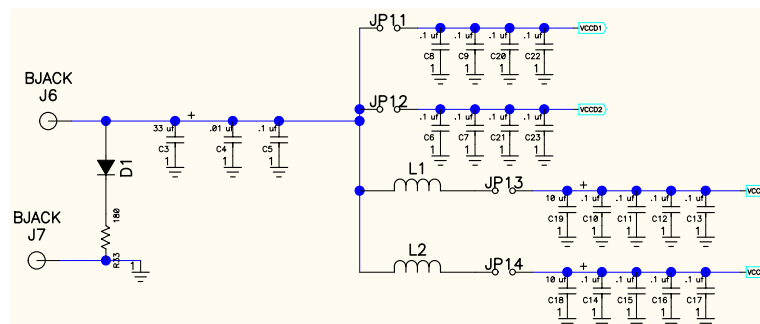 BJACK
J6
D1
180
R33
BJACK
J7
1
33 uf
+
C3
1
.01 uf
C4
1
.1 uf
C5
1
JP11
.1 uf
C8
1
.1 uf
C9
1
.1 uf
C20
1
.1 uf
C22
1
VCCD1
JP12
.1 uf
C6
1
.1 uf
C7
1
.1 uf
C21
1
.1 uf
C23
1
VCCD2
L1
JP13
10 uf
+
C19
1
.1 uf
C10
1
.1 uf
C11
1
.1 uf
C12
1
.1 uf
C13
1
VCC
L2
JP14
10 uf
+
C18
1
.1 uf
C14
1
.1 uf
C15
1
.1 uf
C16
1
.1 uf
C17
1
VCC